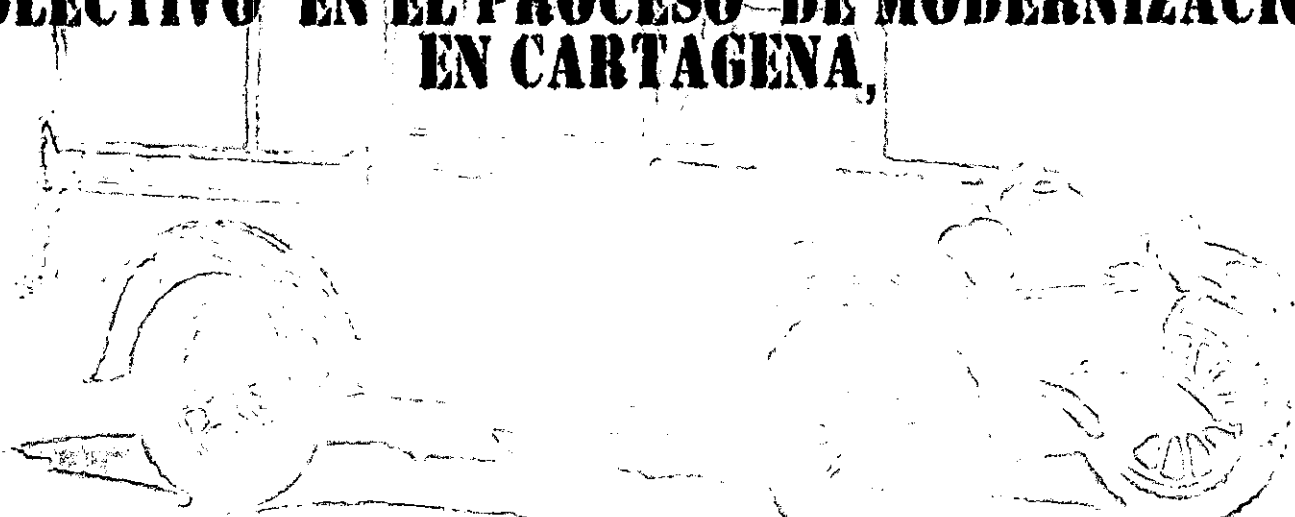 OLECTIVO EN EL PROCESO DE MODERNIZACIO
EN CARTAGENA,